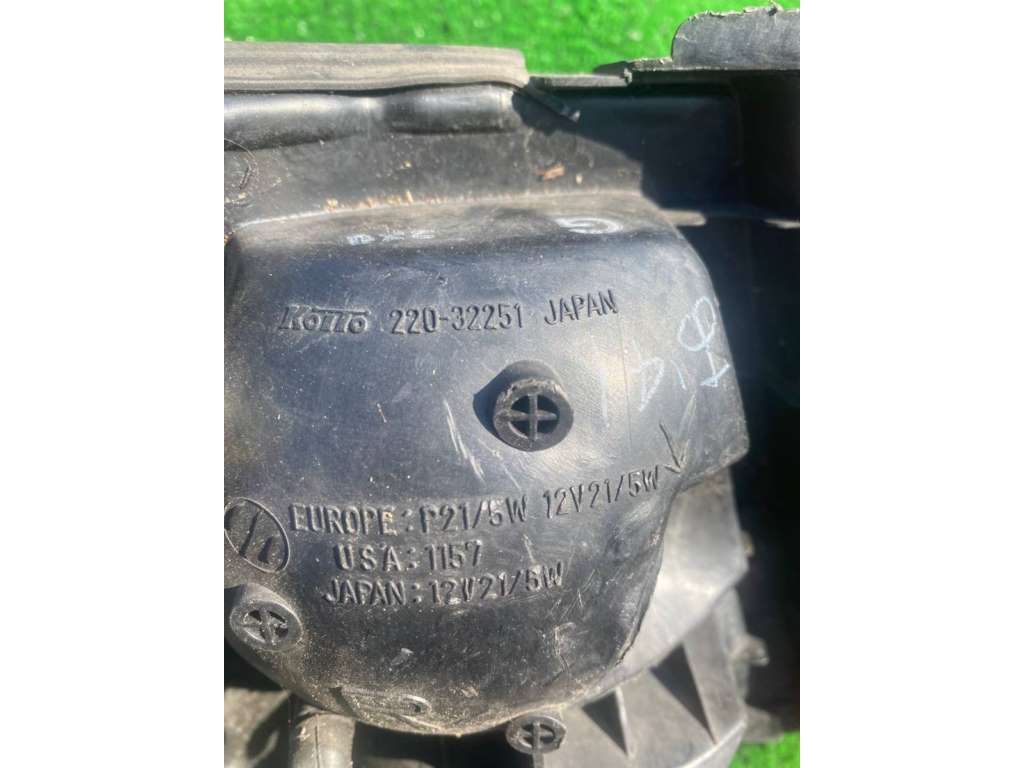 KOITO 220-32251 JAPAN
EUROPE: P21/5W 12V21/5W
USA: 1157
JAPAN: 12V21/5W